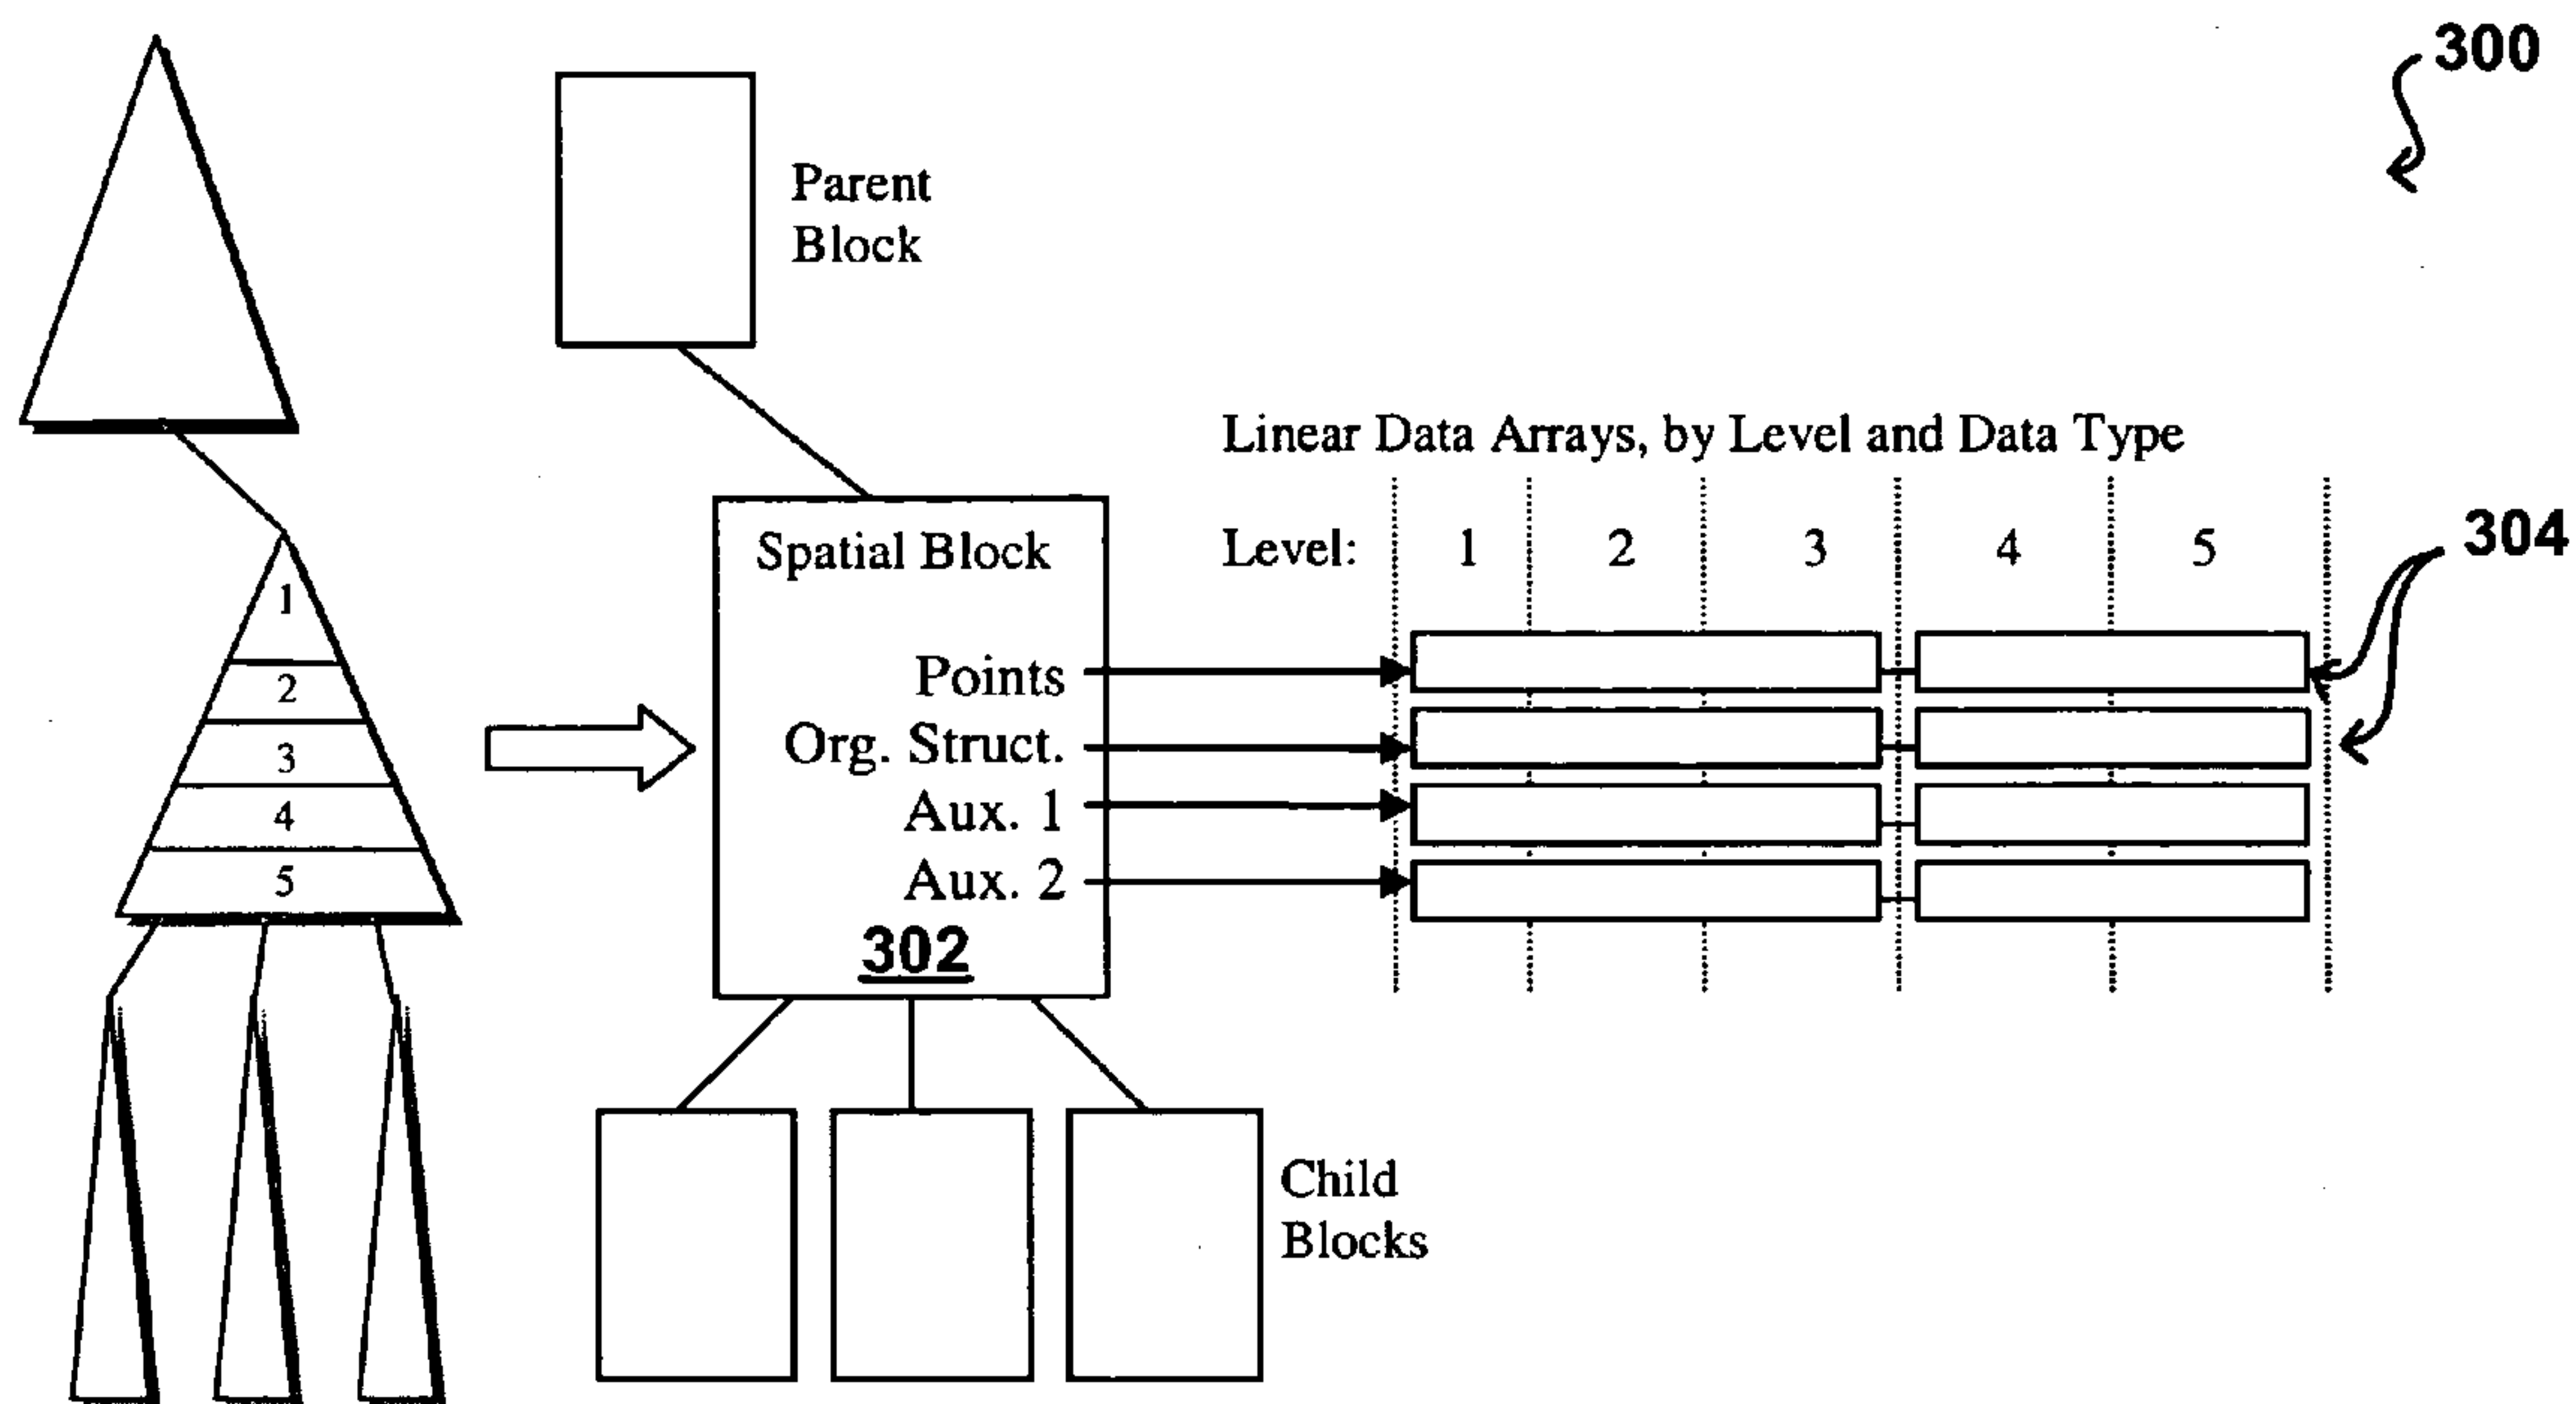 300
Parent
Block
Linear Data Arrays, by Level and Data Type
Level: 1 2 3 4 5
304
1
2
3
4
5
Spatial Block
Points
Org. Struct.
Aux. 1
Aux. 2
302
Child
Blocks